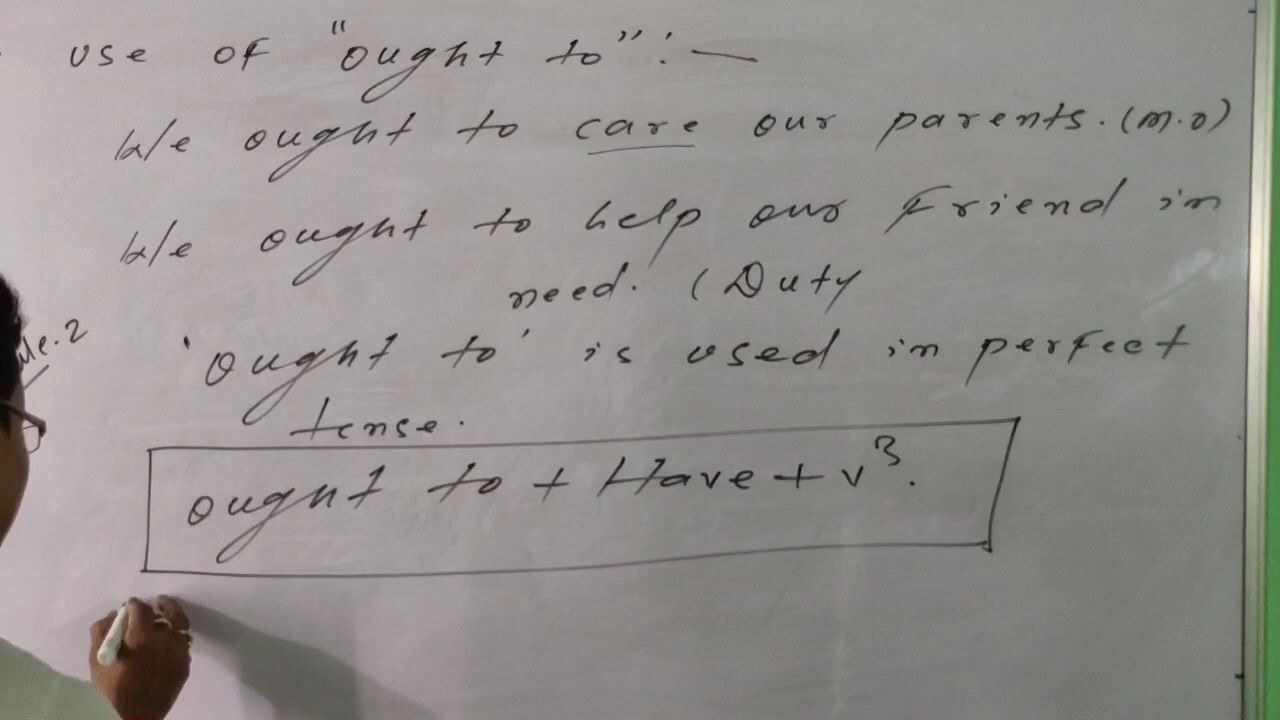 use of "ought to" :—
We ought to care our parents. (m.o)
We ought to help our Friend in
need. (Duty
'ought to' is used in perfect
tense.
ought to + Have + v³.